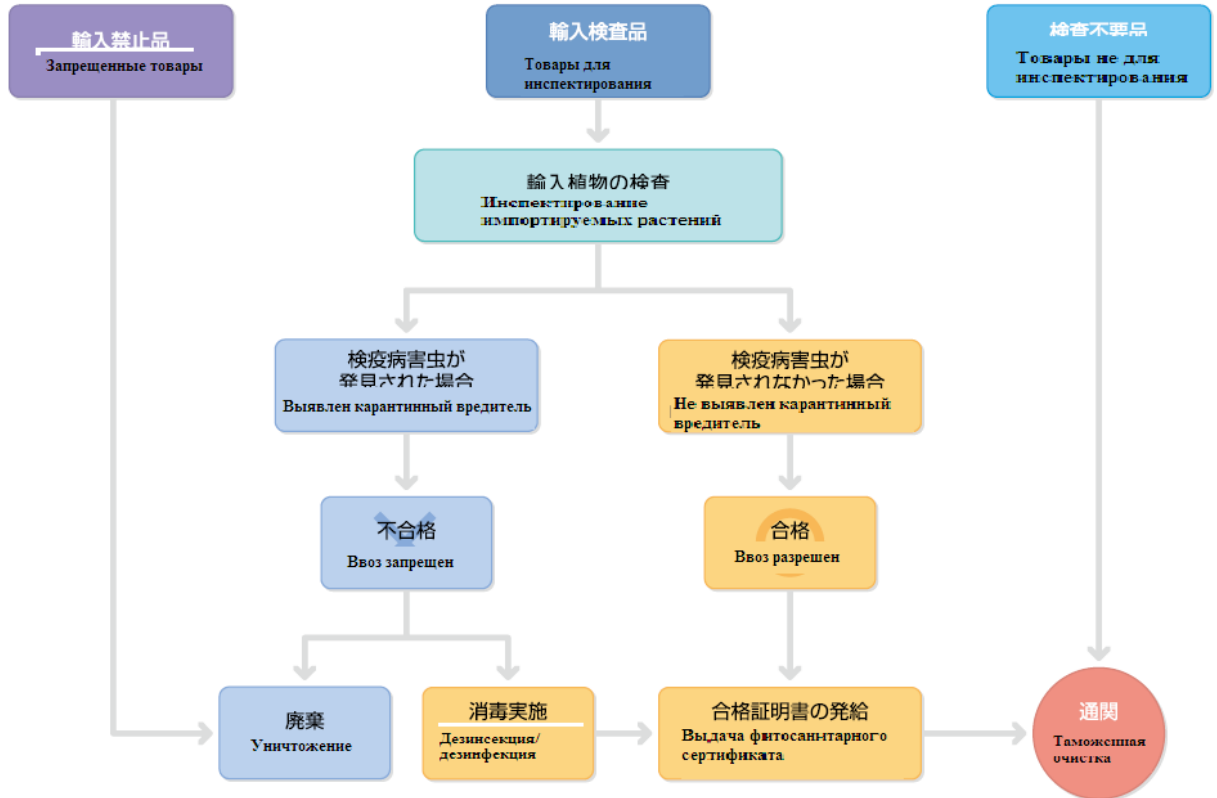 輸入禁止品
Запрещенные товары
輸入検査品
Товары для
инспектирования
検査不要品
Товары не для
инспектирования
輸入植物の検査
Инспектирование
импортируемых растений
検疫病害虫が
発見された場合
Выявлен карантинный вредитель
検疫病害虫が
発見されなかった場合
Не выявлен карантинный
вредитель
不合格
Ввоз запрещен
合格
Ввоз разрешен
廃棄
Уничтожение
消毒実施
Дезинсекция/
дезинфекция
合格証明書の発給
Выдача фитосанитарного
сертификата
通関
Таможенная
очистка